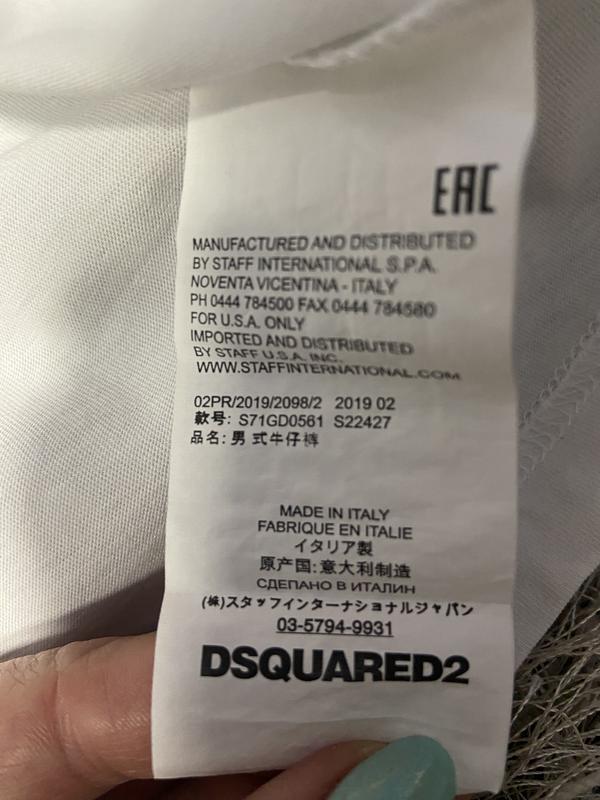 EAC
MANUFACTURED AND DISTRIBUTED
BY STAFF INTERNATIONAL S.P.A.
NOVENTA VICENTINA - ITALY
PH 0444 784500 FAX 0444 784580
FOR U.S.A. ONLY
IMPORTED AND DISTRIBUTED
BY STAFF U.S.A. INC.
WWW.STAFFINTERNATIONAL.COM
02PR/2019/2098/2 2019 02
款号: S71GD0561 S22427
品名: 男 式牛仔裤
MADE IN ITALY
FABRIQUE EN ITALIE
イタリア製
原产国:意大利制造
СДЕЛАНО В ИТАЛИИ
(株)スタッフインターナショナルジャパン
03-5794-9931
DSQUARED2